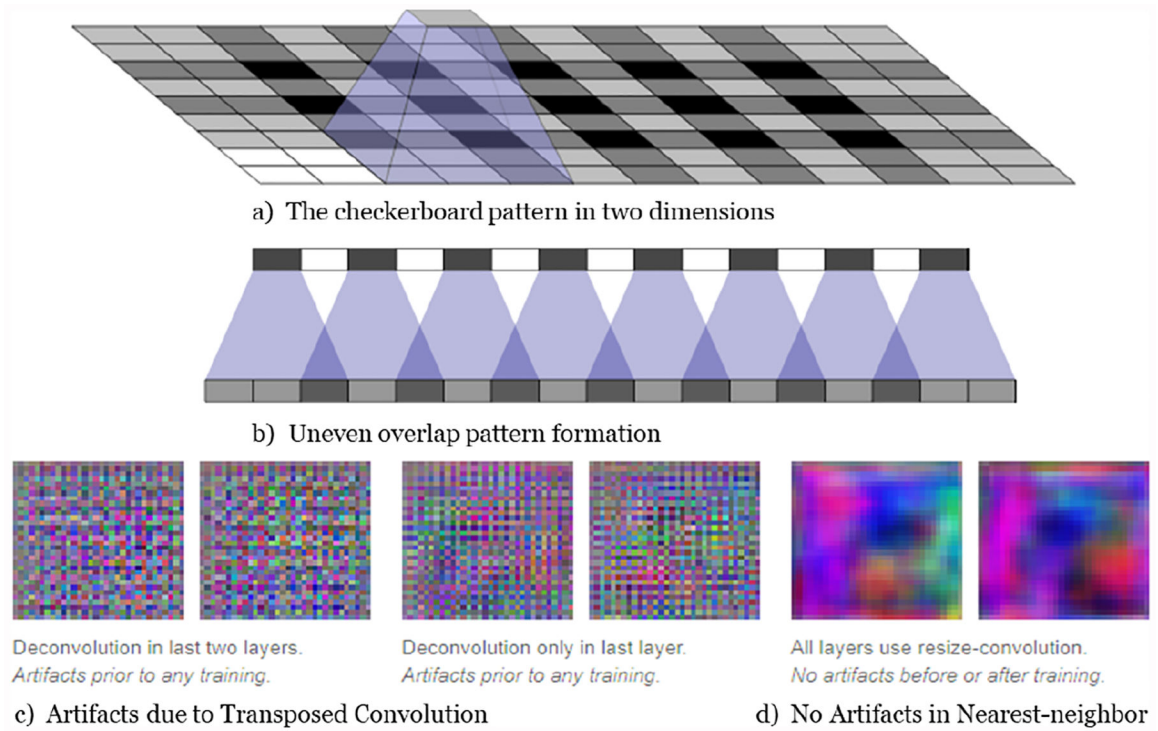 a) The checkerboard pattern in two dimensions
b) Uneven overlap pattern formation
Deconvolution in last two layers.
Artifacts prior to any training.
Deconvolution only in last layer.
Artifacts prior to any training.
All layers use resize-convolution.
No artifacts before or after training.
c) Artifacts due to Transposed Convolution
d) No Artifacts in Nearest-neighbor